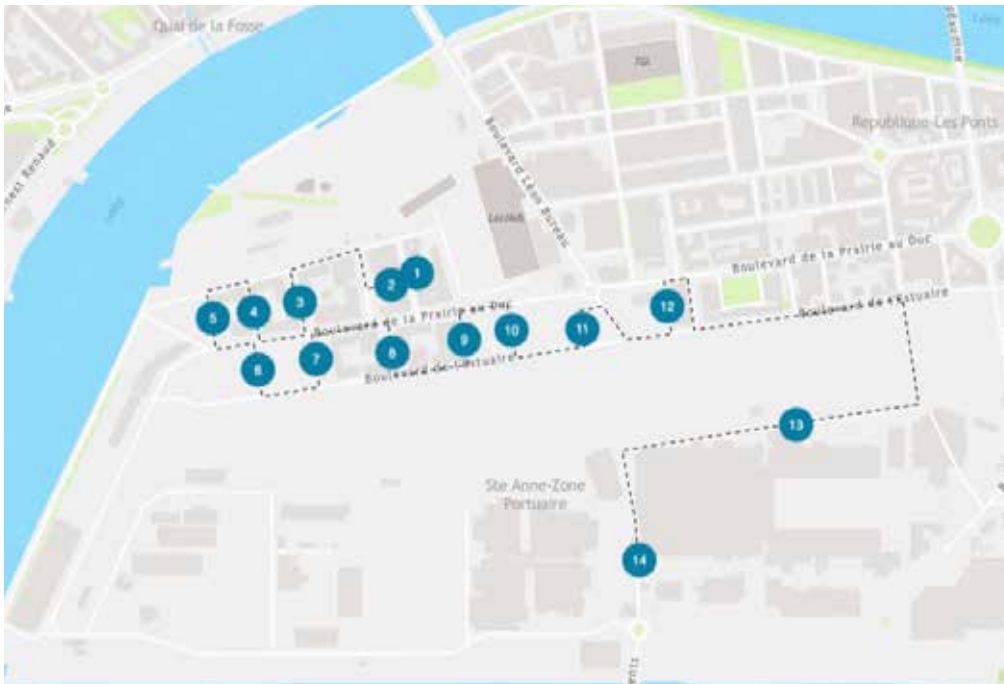 Quai de la Fosse
nest Renaud
Boulevard Léon Bureau
République-Les Ponts
Boulevard de la Prairie au Duc
Boulevard de l'Estuaire
1
2
3
4
5
Boulevard de la Prairie au Duc
12
11
10
9
8
7
6
Boulevard de l'Estuaire
13
Ste Anne-Zone
Portuaire
14